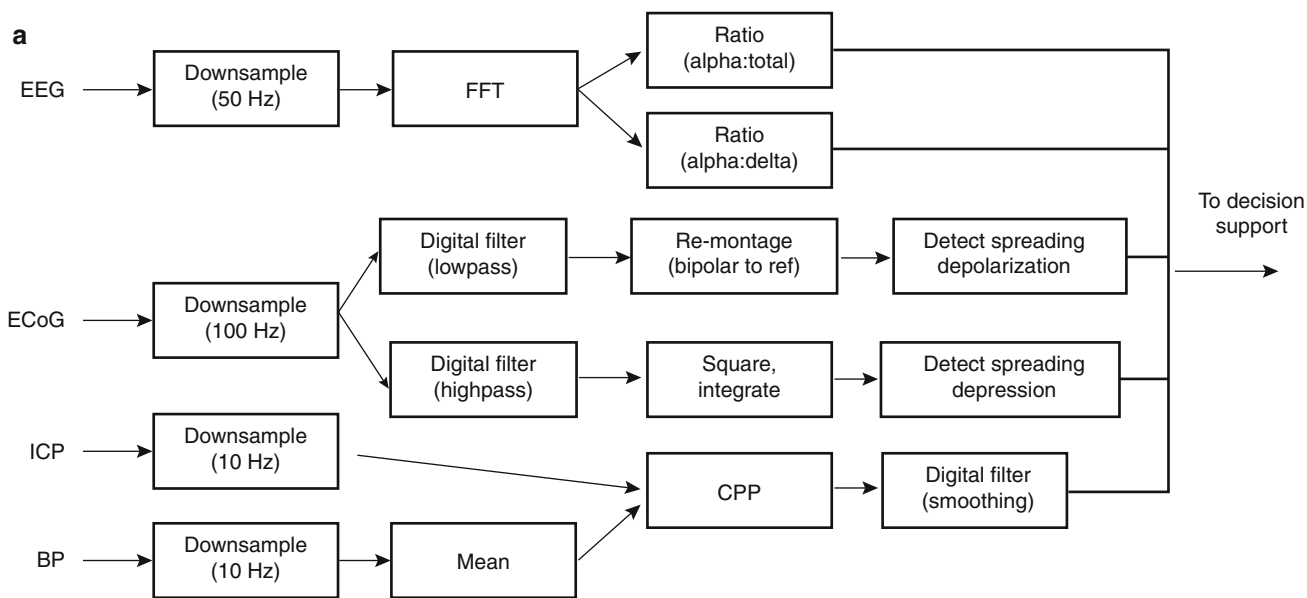 a
EEG
Downsample
(50 Hz)
FFT
Ratio
(alpha:total)
Ratio
(alpha:delta)
ECoG
Downsample
(100 Hz)
Digital filter
(lowpass)
Re-montage
(bipolar to ref)
Detect spreading
depolarization
Digital filter
(highpass)
Square,
integrate
Detect spreading
depression
To decision
support
ICP
Downsample
(10 Hz)
CPP
Digital filter
(smoothing)
BP
Downsample
(10 Hz)
Mean